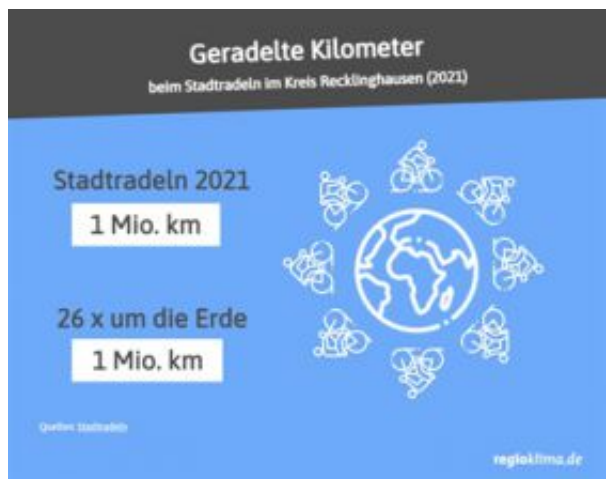 Geradelte Kilometer
beim Stadtradeln im Kreis Recklinghausen (2021)
Stadtradeln 2021
1 Mio. km
26 x um die Erde
1 Mio. km
Quellen: Stadtradeln
regioklima.de